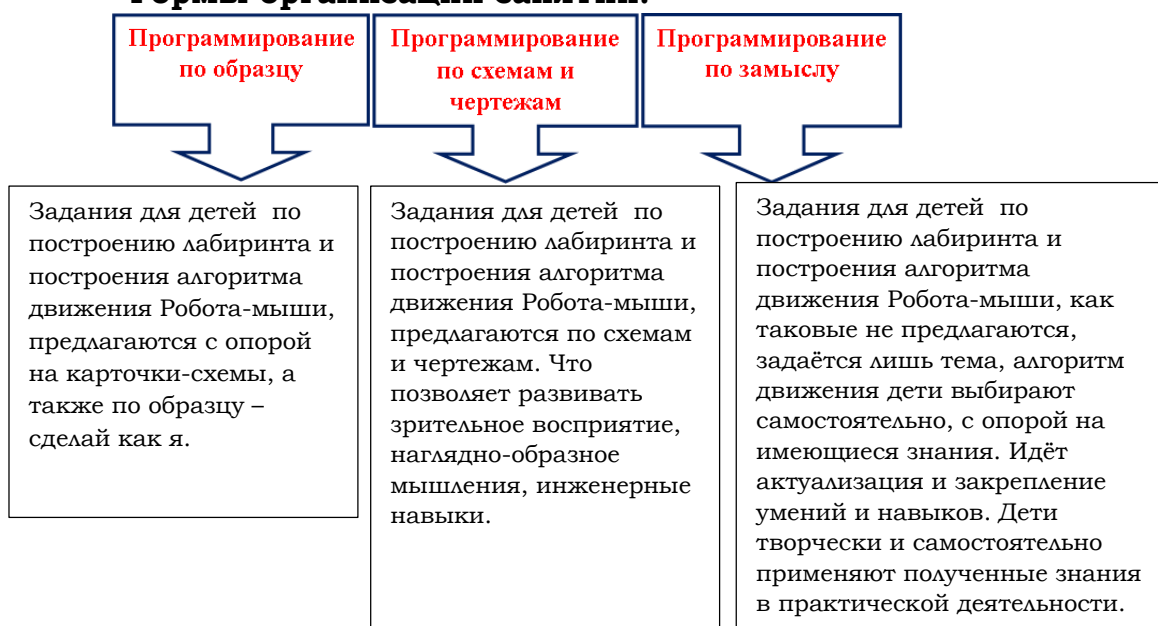 Формы организации занятий:
Программирование
по образцу
Задания для детей по
построению лабиринта и
построения алгоритма
движения Робота-мыши,
предлагаются с опорой
на карточки-схемы, а
также по образцу –
сделай как я.
Программирование
по схемам и
чертежам
Задания для детей по
построению лабиринта и
построения алгоритма
движения Робота-мыши,
предлагаются по схемам
и чертежам. Что
позволяет развивать
зрительное восприятие,
наглядно-образное
мышления, инженерные
навыки.
Программирование
по замыслу
Задания для детей по
построению лабиринта и
построения алгоритма
движения Робота-мыши, как
таковые не предлагаются,
задаётся лишь тема, алгоритм
движения дети выбирают
самостоятельно, с опорой на
имеющиеся знания. Идёт
актуализация и закрепление
умений и навыков. Дети
творчески и самостоятельно
применяют полученные знания
в практической деятельности.